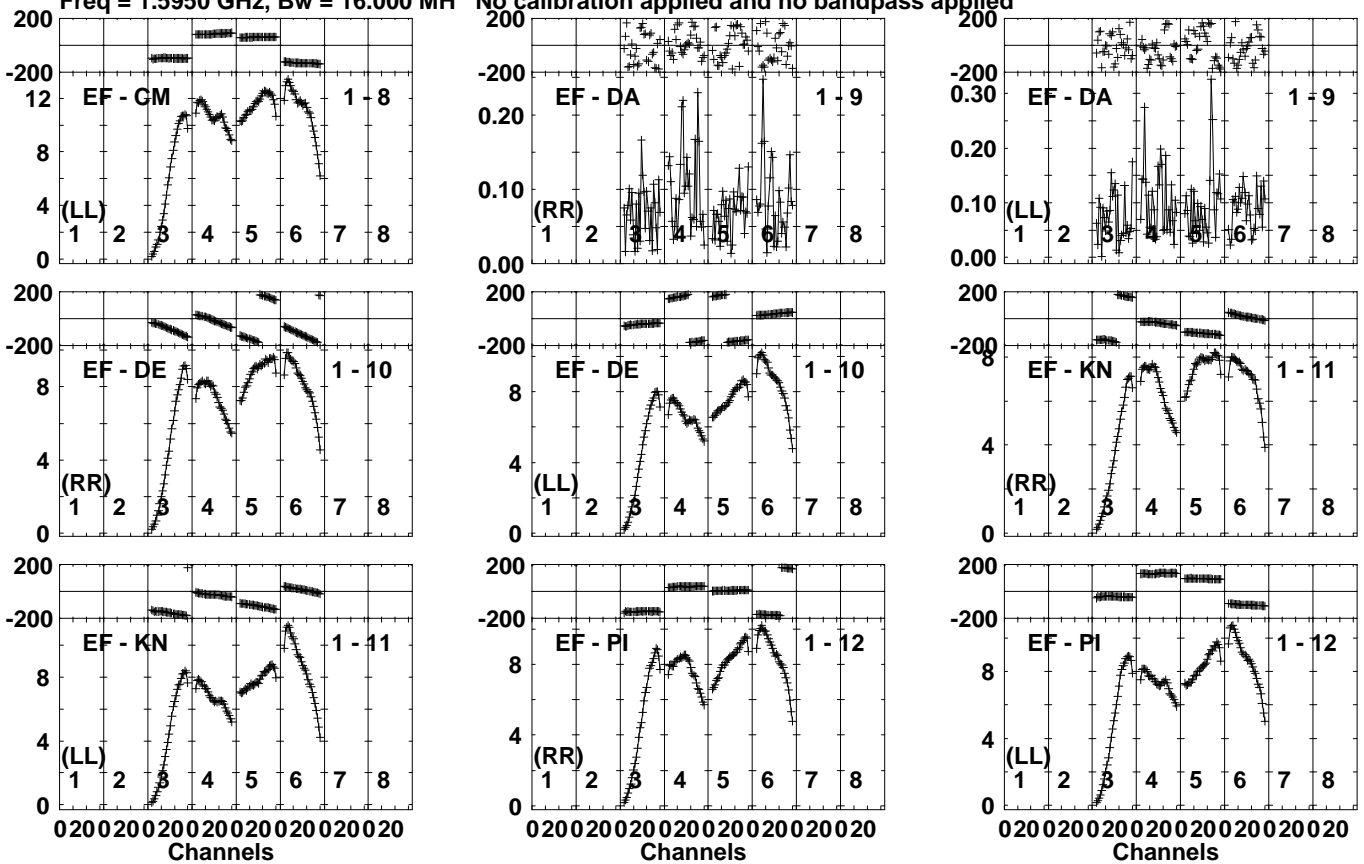 Freq = 1.5950 GHz, Bw = 16.000 MH No calibration applied and no bandpass applied
200
-200
12
8
4
0
EF - CM 1 - 8
(LL)
1 2 3 4 5 6 7 8
200
-200
0.20
0.10
0.00
EF - DA 1 - 9
(RR)
1 2 3 4 5 6 7 8
200
-200
0.30
0.20
0.10
0.00
EF - DA 1 - 9
(LL)
1 2 3 4 5 6 7 8
200
-200
8
4
0
EF - DE 1 - 10
(RR)
1 2 3 4 5 6 7 8
200
-200
8
4
0
EF - DE 1 - 10
(LL)
1 2 3 4 5 6 7 8
200
-200
8
4
0
EF - KN 1 - 11
(RR)
1 2 3 4 5 6 7 8
200
-200
8
4
0
EF - KN 1 - 11
(LL)
1 2 3 4 5 6 7 8
0 20 0 20 0 20 0 20 0 20 0 20 0 20 0 20
Channels
200
-200
8
4
0
EF - PI 1 - 12
(RR)
1 2 3 4 5 6 7 8
0 20 0 20 0 20 0 20 0 20 0 20 0 20 0 20
Channels
200
-200
8
4
0
EF - PI 1 - 12
(LL)
1 2 3 4 5 6 7 8
0 20 0 20 0 20 0 20 0 20 0 20 0 20 0 20
Channels